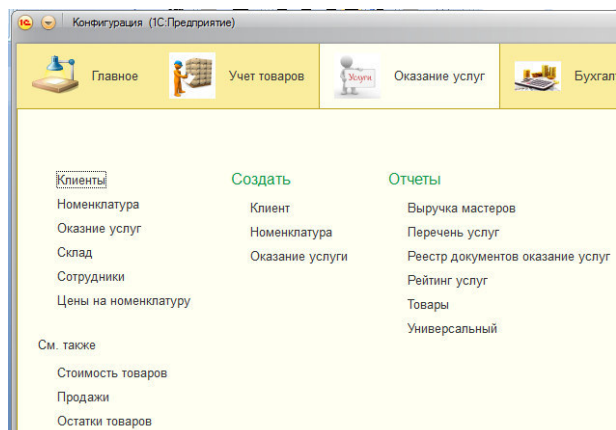 Конфигурация (1С:Предприятие)
Главное
Учет товаров
Услуги
Оказание услуг
Бухгалт
Клиенты
Номенклатура
Оказние услуг
Склад
Сотрудники
Цены на номенклатуру
См. также
Стоимость товаров
Продажи
Остатки товаров
Создать
Клиент
Номенклатура
Оказание услуги
Отчеты
Выручка мастеров
Перечень услуг
Реестр документов оказание услуг
Рейтинг услуг
Товары
Универсальный